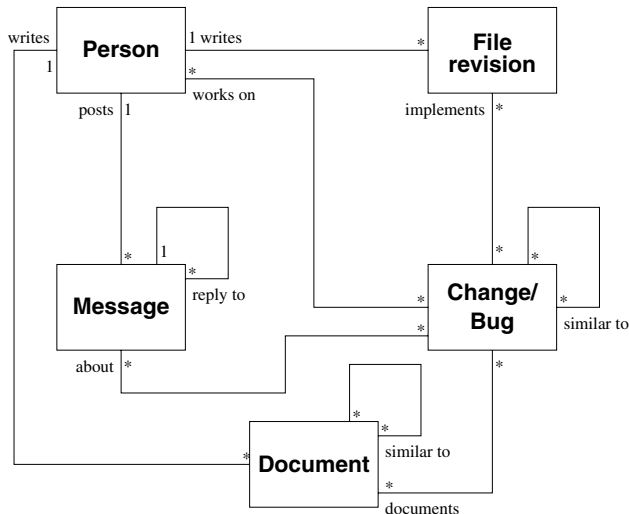 writes
1
Person
1 writes
*
File
revision
*
works on
posts
1
implements
*
*
1
*
reply to
Message
*
*
*
similar to
Change/
Bug
*
*
about
*
*
*
*
similar to
Document
*
*
documents